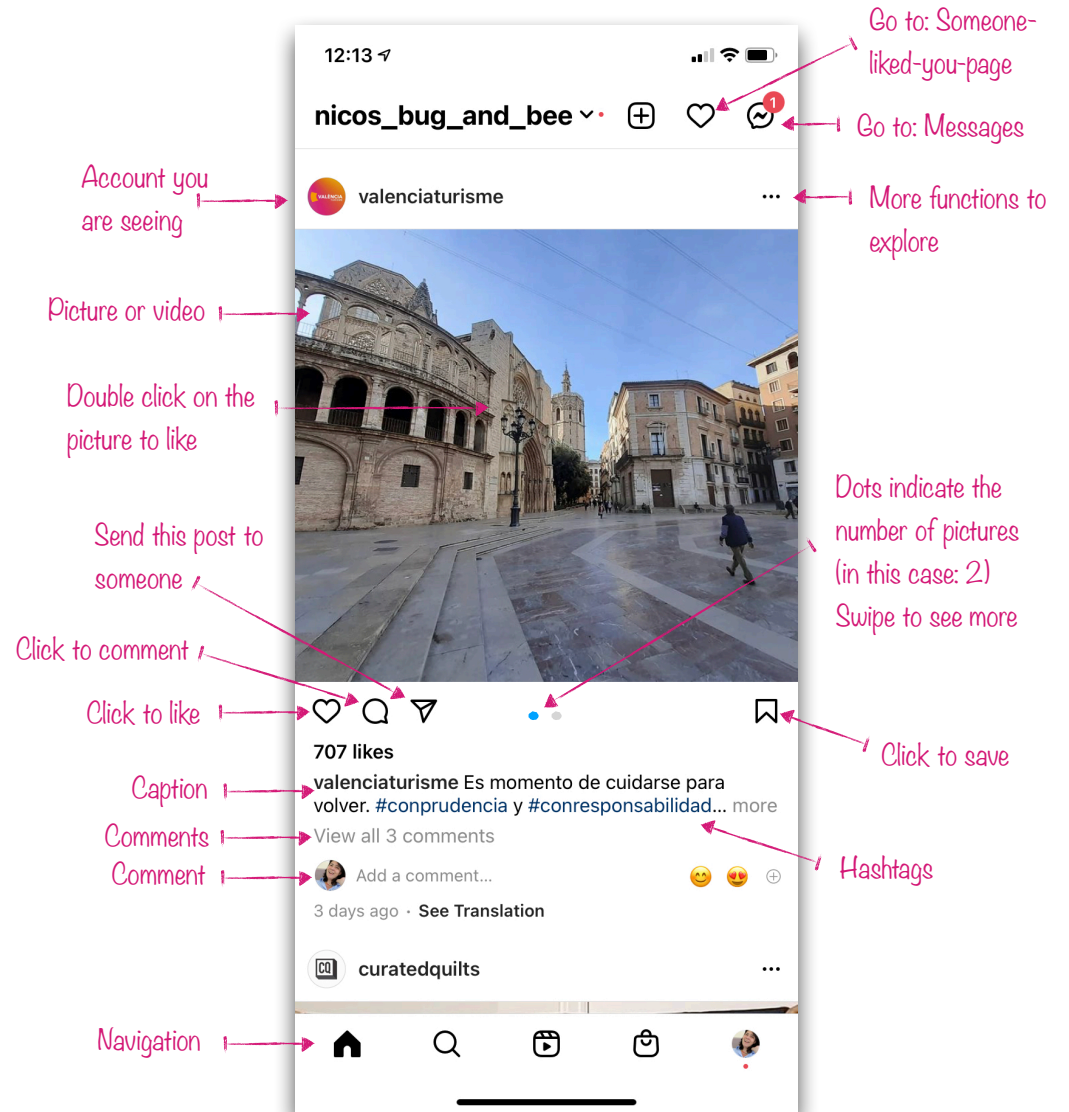 Go to: Someone-
liked-you-page
12:13
nicos_bug_and_bee
1
Go to: Messages
Account you
are seeing
VALÈNCIA
valenciaturisme
More functions to
explore
Picture or video
Double click on the
picture to like
Dots indicate the
number of pictures
(in this case: 2)
Swipe to see more
Send this post to
someone
Click to comment
Click to like
Click to save
707 likes
Caption
valenciaturisme Es momento de cuidarse para
volver. #conprudencia y #conresponsabilidad... more
Comments
View all 3 comments
Comment
Add a comment...
Hashtags
3 days ago · See Translation
CQ
curatedquilts
Navigation